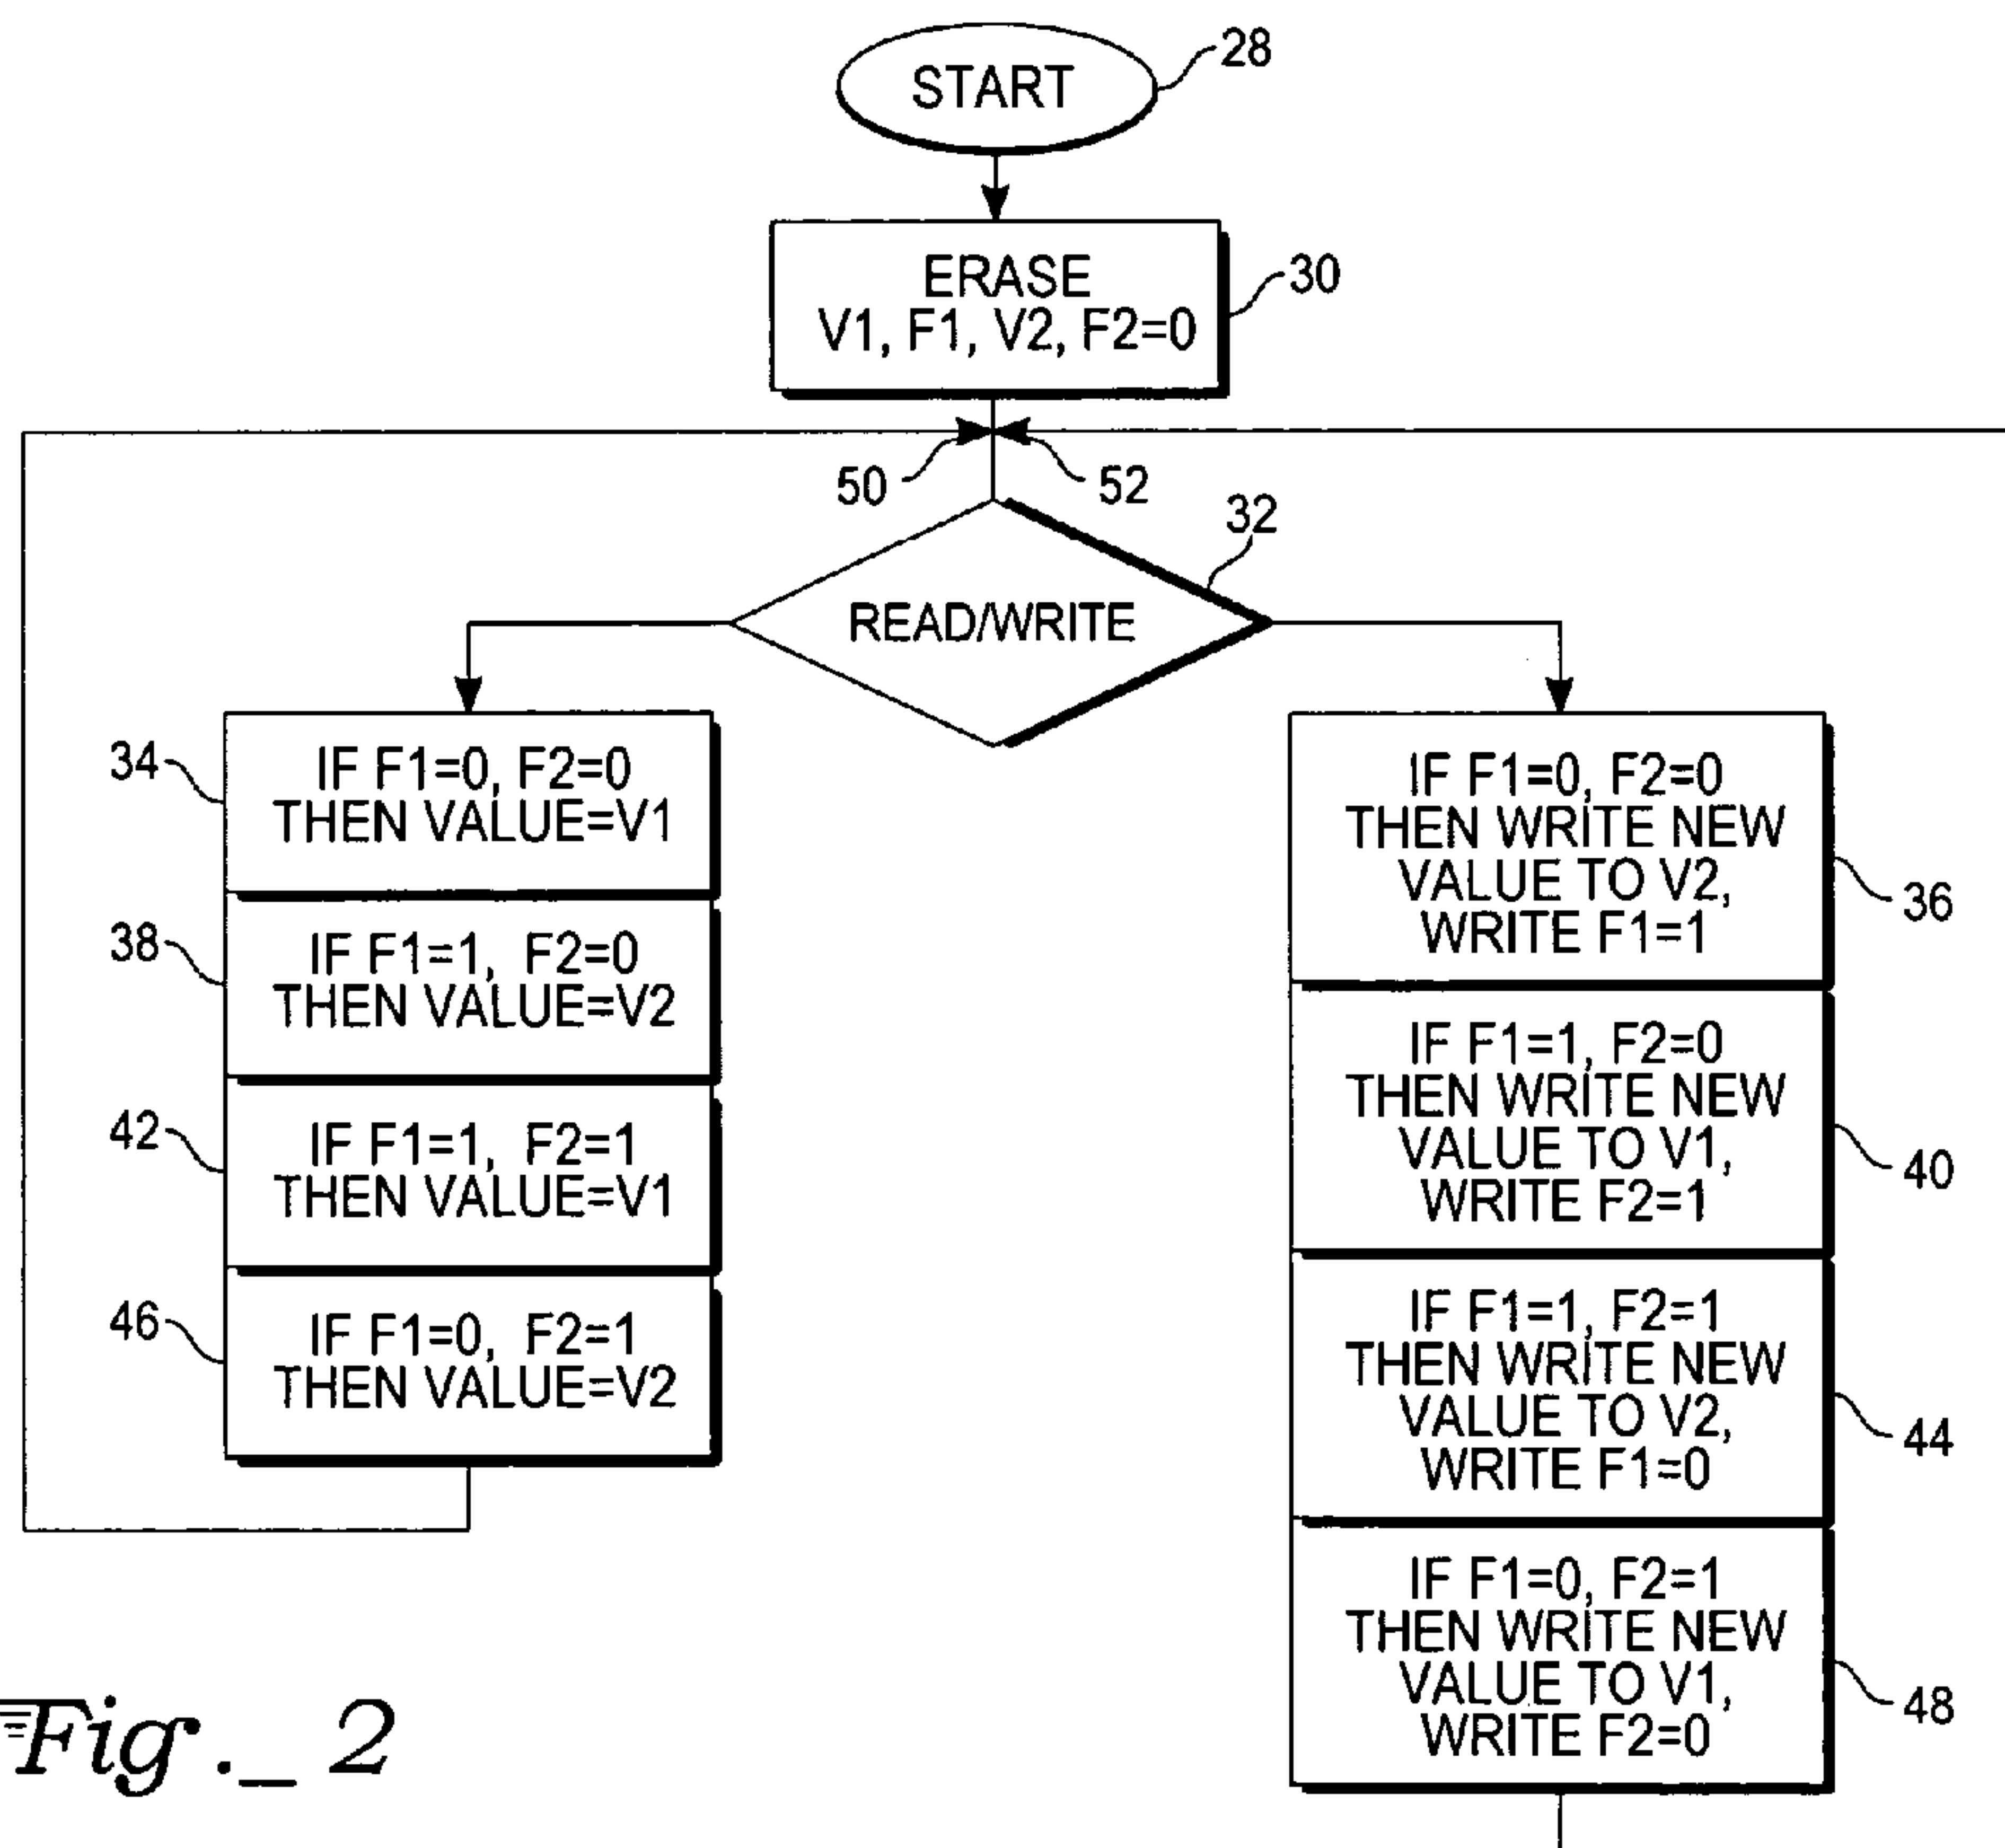 START
28
ERASE
V1, F1, V2, F2=0
30
50
52
32
READ/WRITE
34
IF F1=0, F2=0
THEN VALUE=V1
38
IF F1=1, F2=0
THEN VALUE=V2
42
IF F1=1, F2=1
THEN VALUE=V1
46
IF F1=0, F2=1
THEN VALUE=V2
IF F1=0, F2=0
THEN WRITE NEW
VALUE TO V2,
WRITE F1=1
36
IF F1=1, F2=0
THEN WRITE NEW
VALUE TO V1,
WRITE F2=1
40
IF F1=1, F2=1
THEN WRITE NEW
VALUE TO V2,
WRITE F1=0
44
IF F1=0, F2=1
THEN WRITE NEW
VALUE TO V1,
WRITE F2=0
48
Fig._ 2